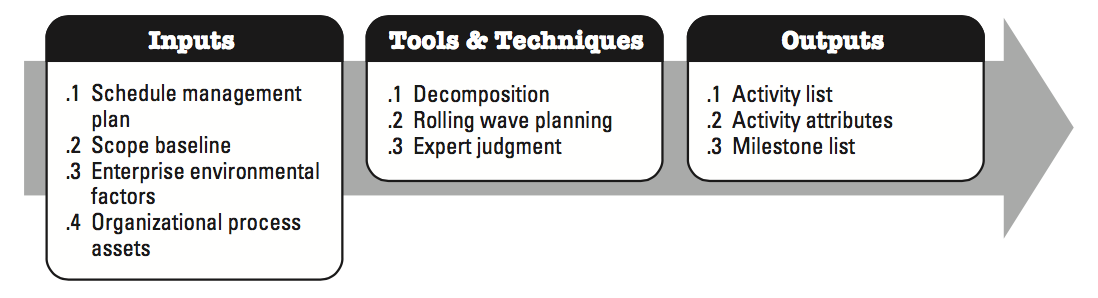 Inputs
.1 Schedule management
plan
.2 Scope baseline
.3 Enterprise environmental
factors
.4 Organizational process
assets
Tools & Techniques
.1 Decomposition
.2 Rolling wave planning
.3 Expert judgment
Outputs
.1 Activity list
.2 Activity attributes
.3 Milestone list